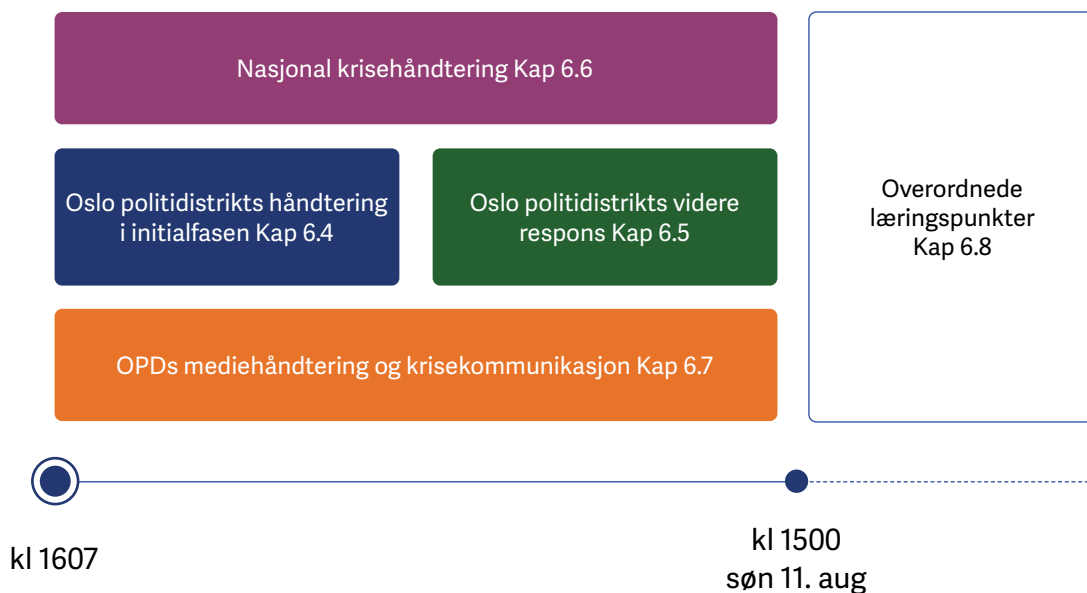 Nasjonal krisehåndtering Kap 6.6
Oslo politidistrikts håndtering
i initialfasen Kap 6.4
Oslo politidistrikts videre
respons Kap 6.5
OPDs mediehåndtering og krisekommunikasjon Kap 6.7
Overordnede
læringspunkter
Kap 6.8
kl 1607
kl 1500
søn 11. aug